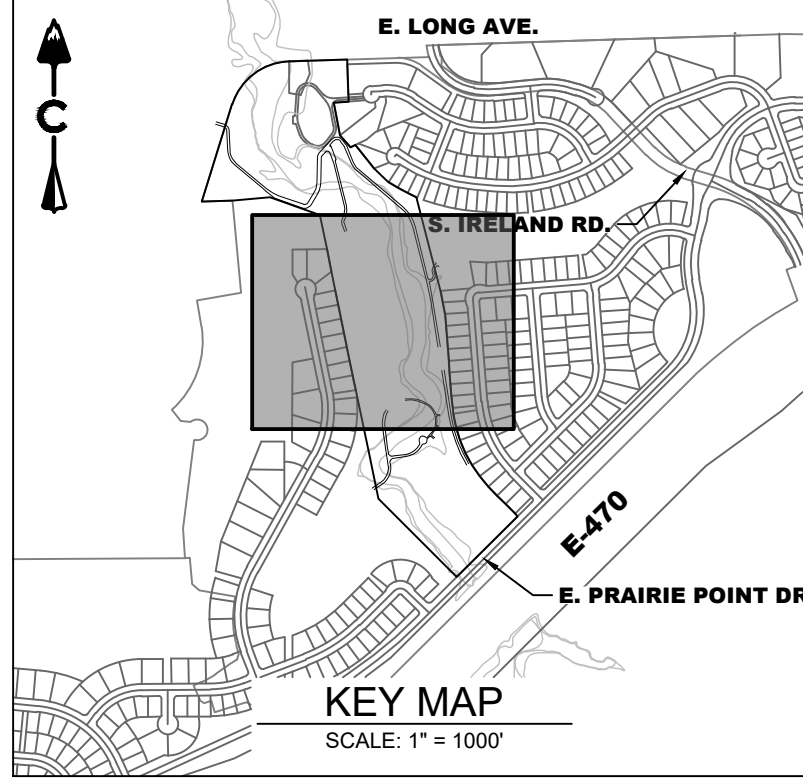 E. LONG AVE.
C
S. IRELAND RD.
E-470
E. PRAIRIE POINT DR
KEY MAP
SCALE: 1" = 1000'